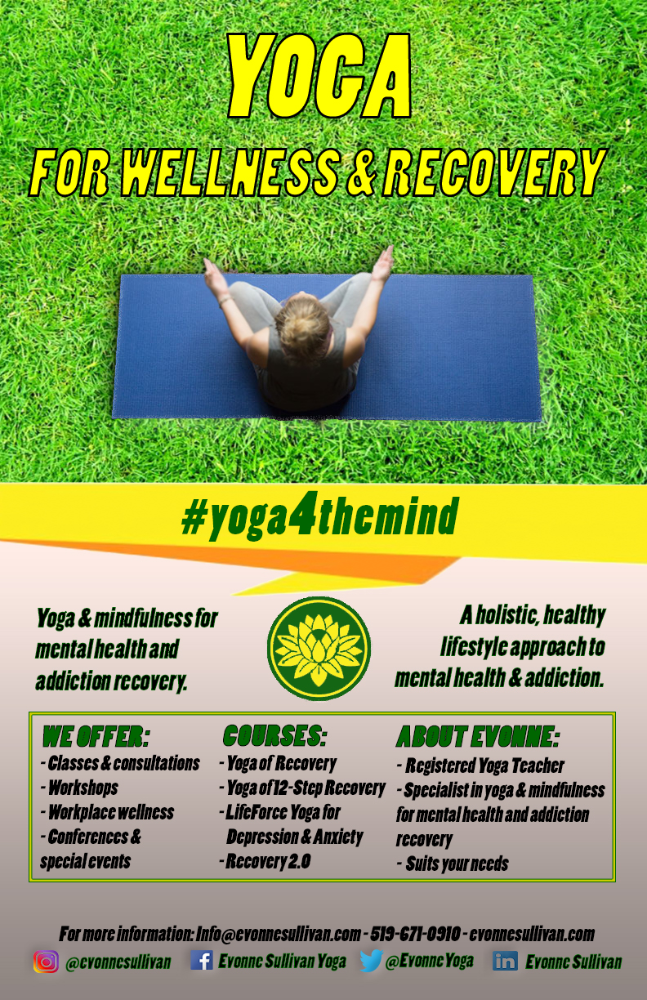 YOGA
FOR WELLNESS & RECOVERY
#yoga4themind
Yoga & mindfulness for
mental health and
addiction recovery.
A holistic, healthy
lifestyle approach to
mental health & addiction.
WE OFFER:
- Classes & consultations
- Workshops
- Workplace wellness
- Conferences &
special events
COURSES:
- Yoga of Recovery
- Yoga of 12-Step Recovery
- LifeForce Yoga for
Depression & Anxiety
- Recovery 2.0
ABOUT EVONNE:
- Registered Yoga Teacher
- Specialist in yoga & mindfulness
for mental health and addiction
recovery
- Suits your needs
For more information: Info@evonnesullivan.com - 519-671-0910 - evonnesullivan.com
@evonnesullivan f Evonne Sullivan Yoga @EvonneYoga in Evonne Sullivan